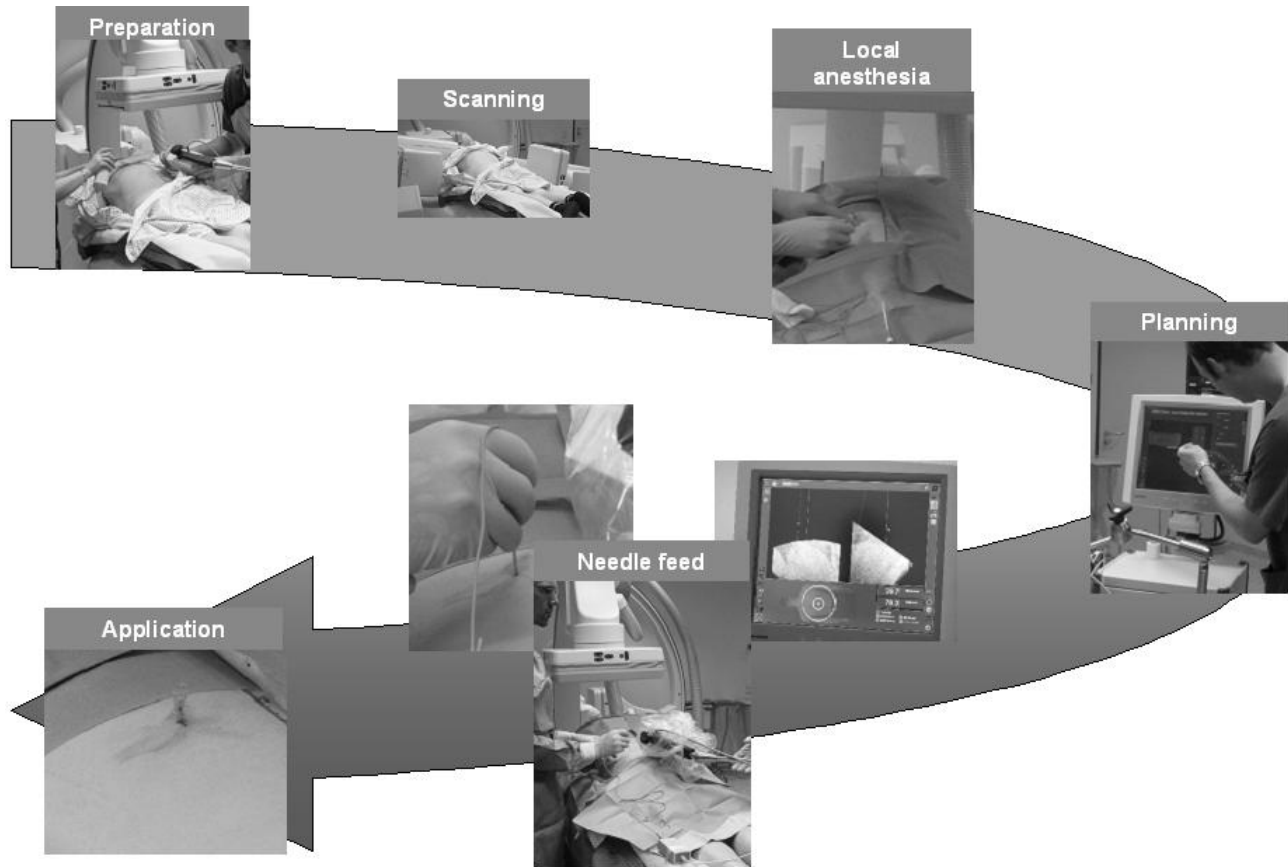 Preparation
Scanning
Local
anesthesia
Planning
Needle feed
Application